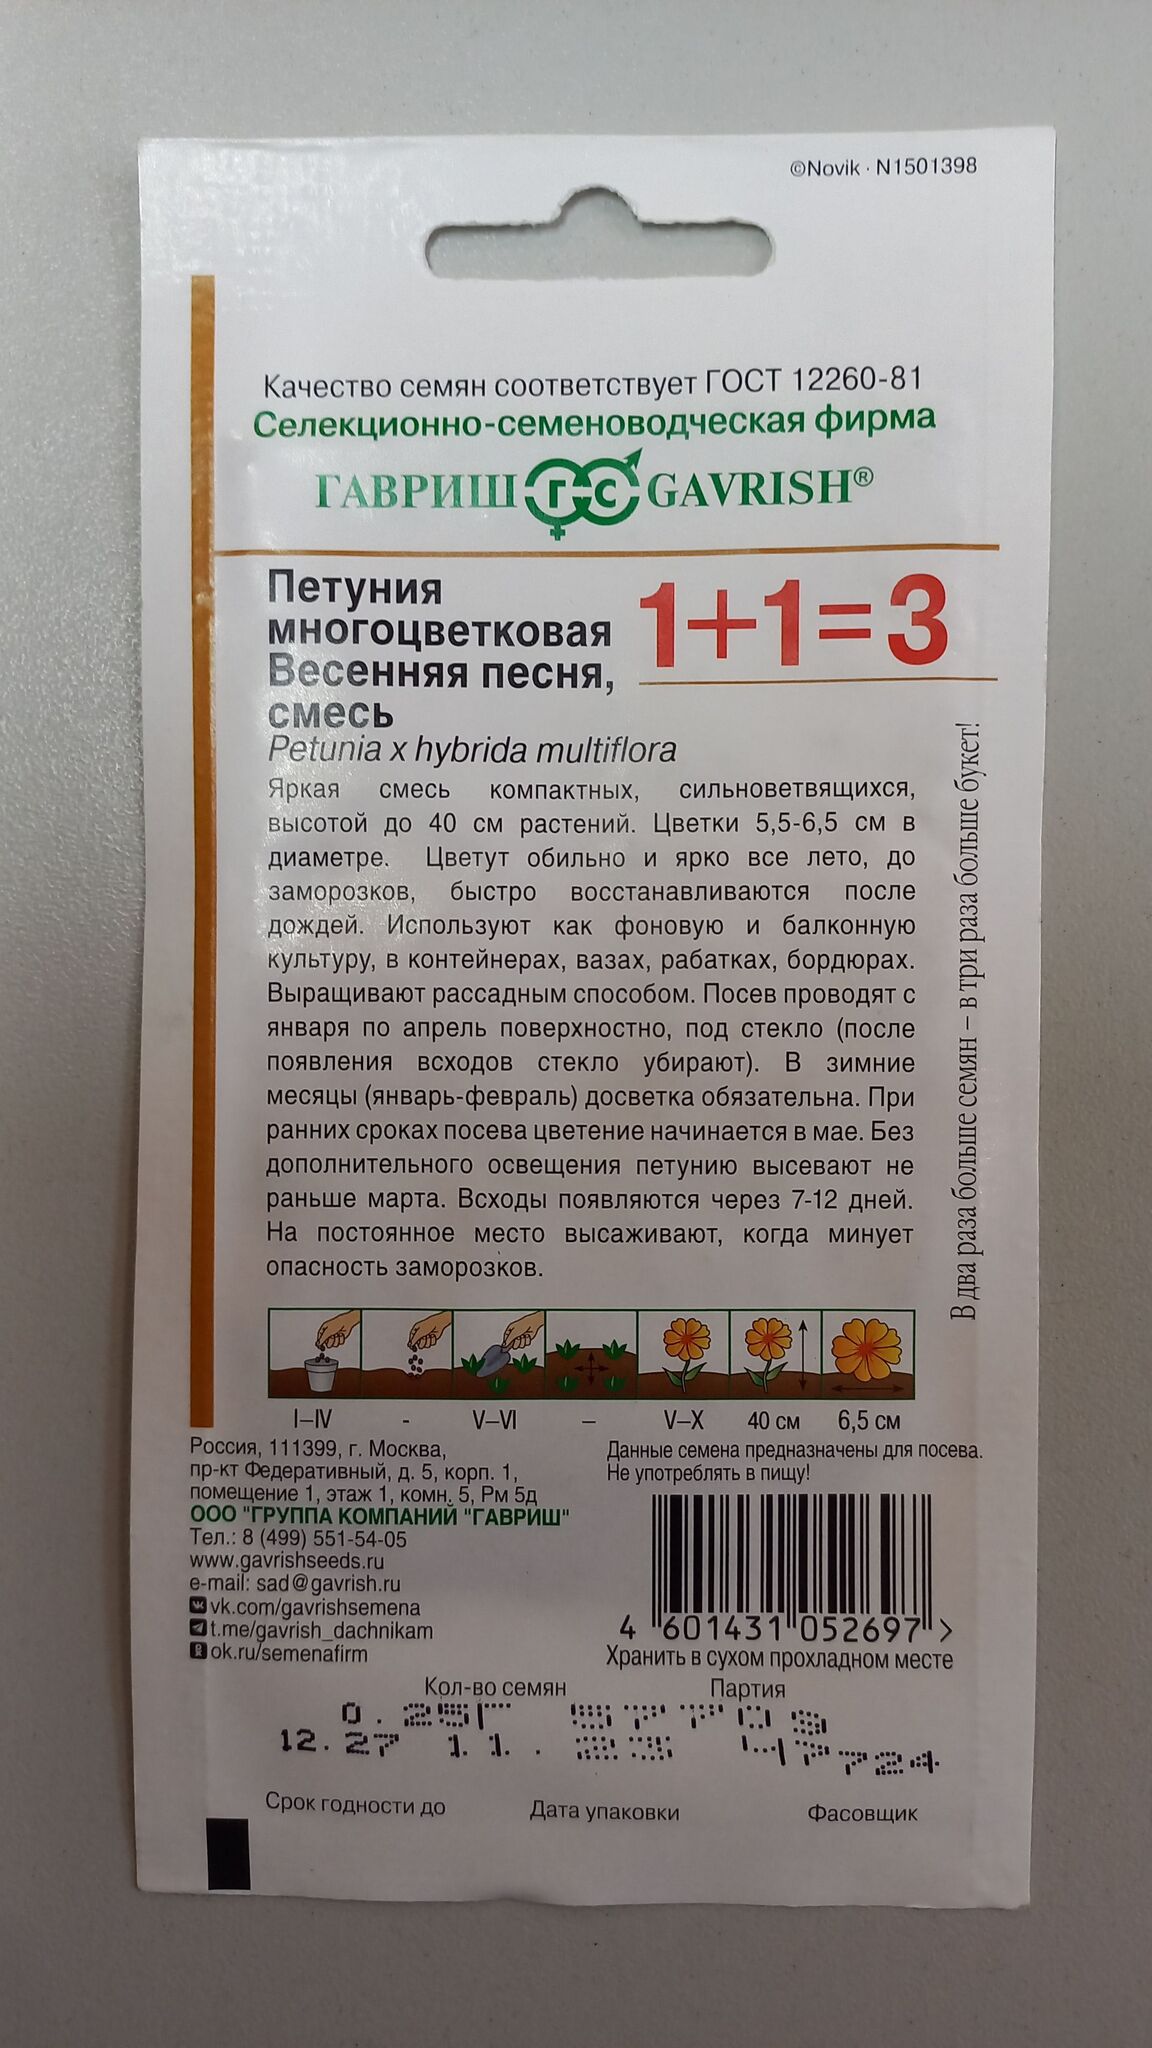 ©Novik · N1501398
Качество семян соответствует ГОСТ 12260-81
Селекционно-семеноводческая фирма
ГАВРИШ ГС GAVRISH®
Петуния
многоцветковая
Весенняя песня,
смесь
1+1=3
Petunia x hybrida multiflora
Яркая смесь компактных, сильноветвящихся,
высотой до 40 см растений. Цветки 5,5-6,5 см в
диаметре. Цветут обильно и ярко все лето, до
заморозков, быстро восстанавливаются после
дождей. Используют как фоновую и балконную
культуру, в контейнерах, вазах, рабатках, бордюрах.
Выращивают рассадным способом. Посев проводят с
января по апрель поверхностно, под стекло (после
появления всходов стекло убирают). В зимние
месяцы (январь-февраль) досветка обязательна. При
ранних сроках посева цветение начинается в мае. Без
дополнительного освещения петунию высевают не
раньше марта. Всходы появляются через 7-12 дней.
На постоянное место высаживают, когда минует
опасность заморозков.
В два раза больше семян – в три раза больше букет!
I–IV - V–VI – V–X 40 см 6,5 см
Россия, 111399, г. Москва,
пр-кт Федеративный, д. 5, корп. 1,
помещение 1, этаж 1, комн. 5, Рм 5д
ООО "ГРУППА КОМПАНИЙ "ГАВРИШ"
Тел.: 8 (499) 551-54-05
www.gavrishseeds.ru
e-mail: sad@gavrish.ru
vk.com/gavrishsemena
t.me/gavrish_dachnikam
ok.ru/semenafirm
Данные семена предназначены для посева.
Не употреблять в пищу!
4 601431 052697 >
Хранить в сухом прохладном месте
Кол-во семян Партия
0.25Г
12.27 11.23 47724
Срок годности до Дата упаковки Фасовщик